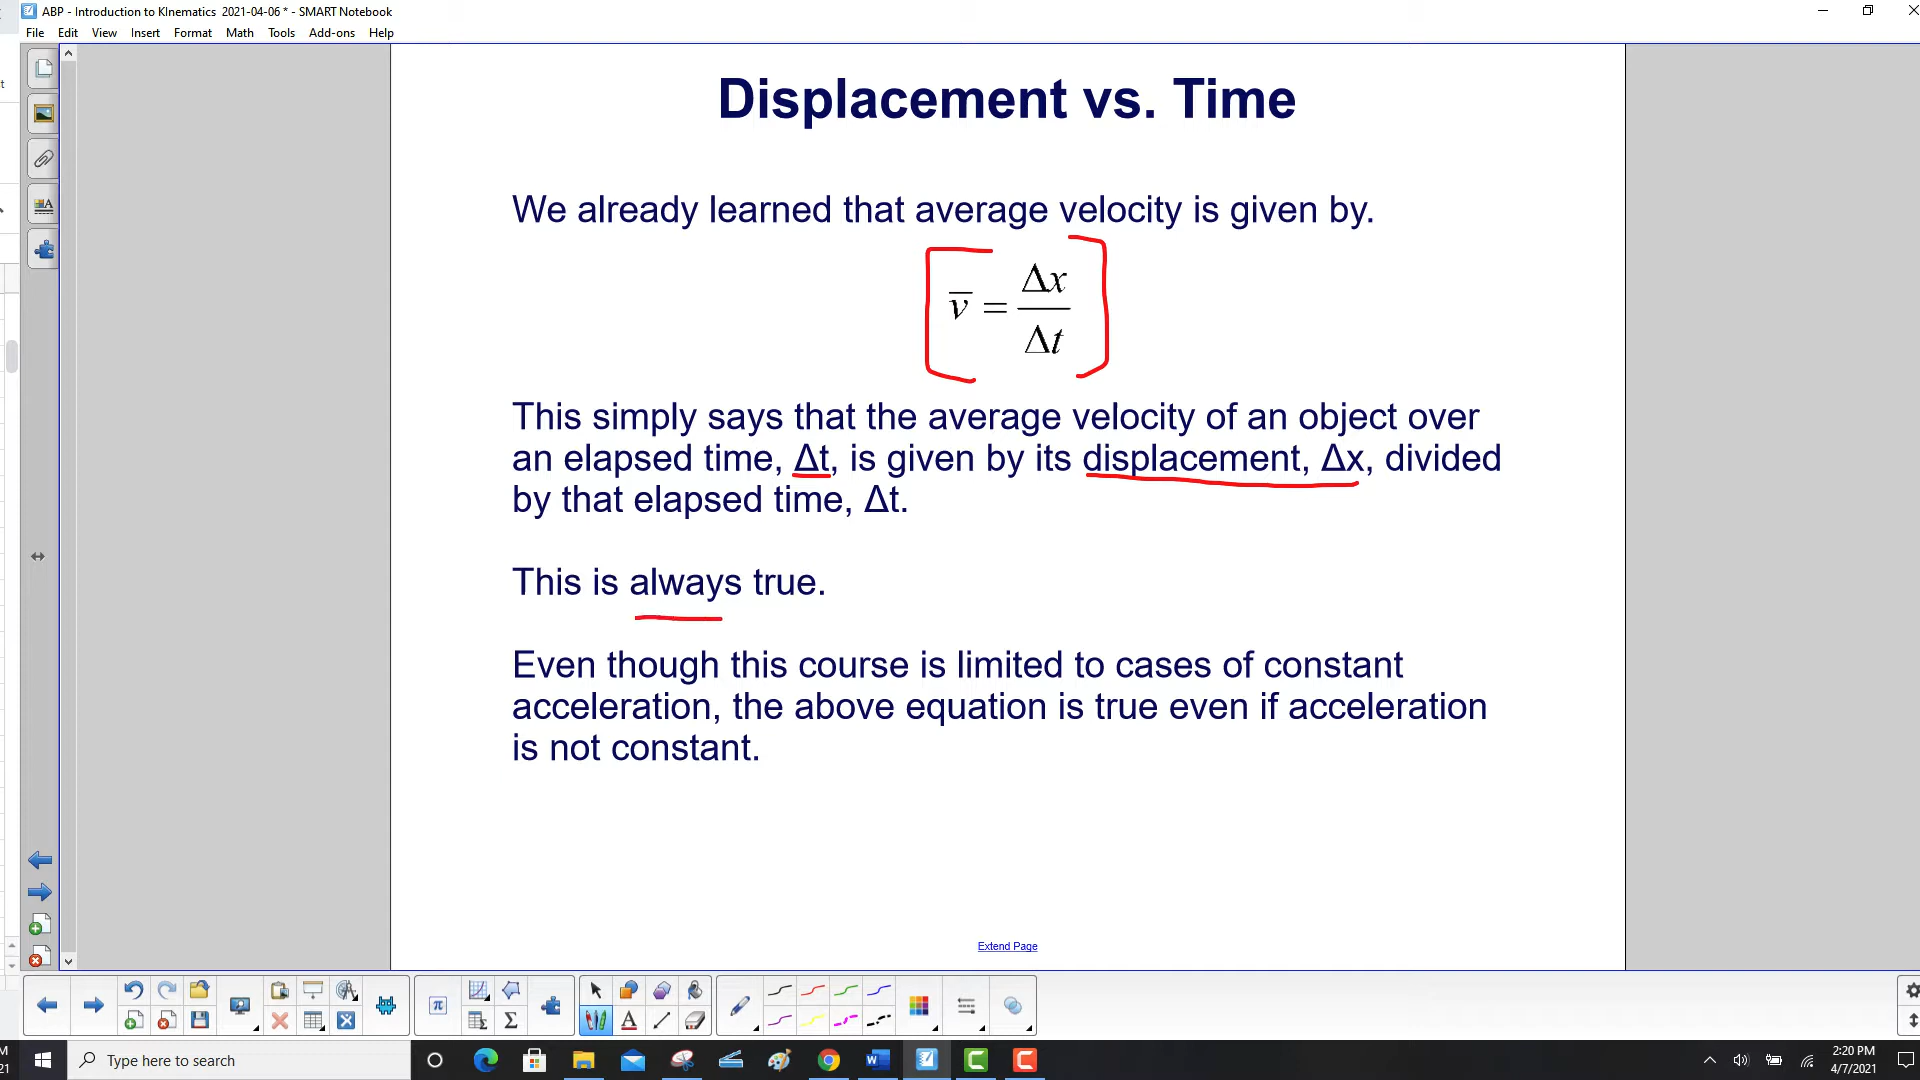 ABP - Introduction to KInematics  2021-04-06 * - SMART Notebook
File Edit View Insert Format Math Tools Add-ons Help
Displacement vs. Time
We already learned that average velocity is given by.
v̅ = Δx / Δt
This simply says that the average velocity of an object over
an elapsed time, Δt, is given by its displacement, Δx, divided
by that elapsed time, Δt.
This is always true.
Even though this course is limited to cases of constant
acceleration, the above equation is true even if acceleration
is not constant.
Extend Page
Type here to search
2:20 PM
4/7/2021